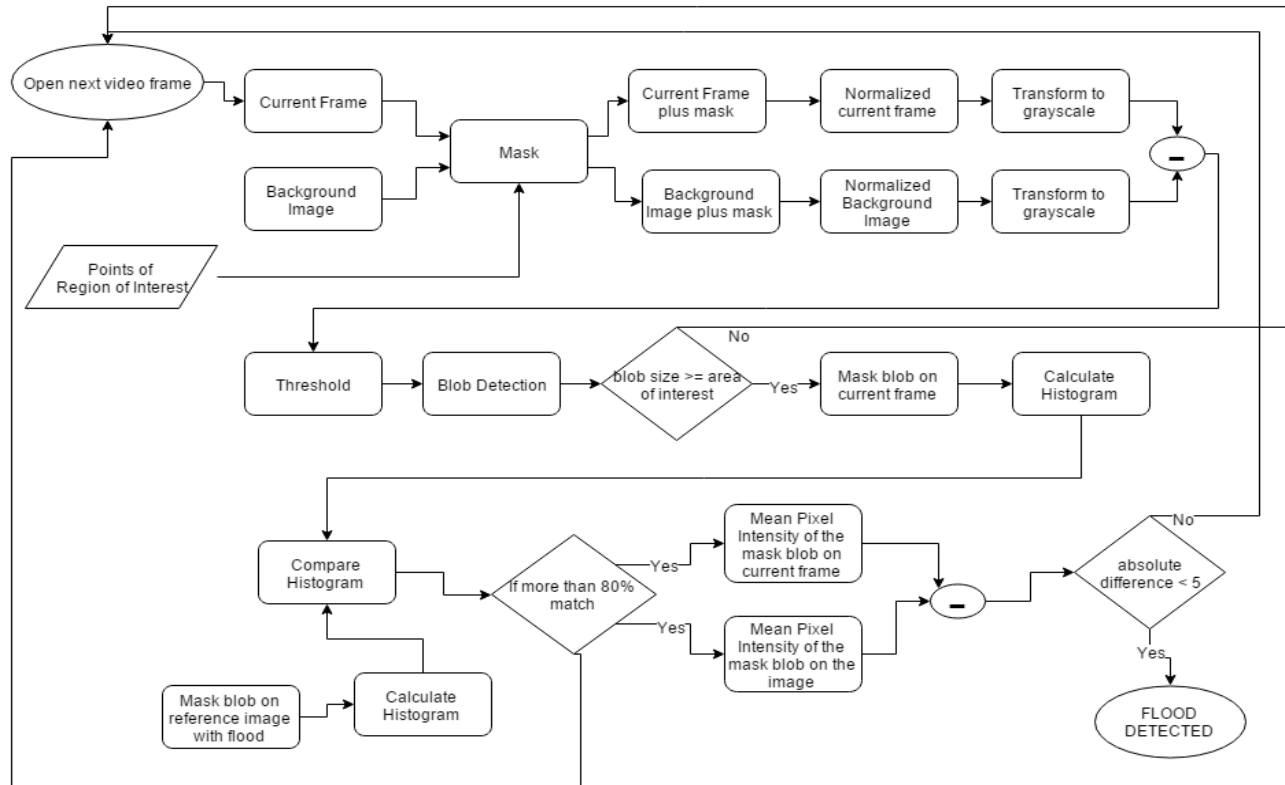 Open next video frame
Current Frame
Background
Image
Points of
Region of Interest
Mask
Current Frame
plus mask
Normalized
current frame
Transform to
grayscale
Background
Image plus mask
Normalized
Background
Image
Transform to
grayscale
-
Threshold
Blob Detection
blob size >= area
of interest
No
Yes
Mask blob on
current frame
Calculate
Histogram
Compare
Histogram
Mask blob on
reference image
with flood
Calculate
Histogram
If more than 80%
match
Yes
Yes
Mean Pixel
Intensity of the
mask blob on
current frame
Mean Pixel
Intensity of the
mask blob on the
image
-
absolute
difference < 5
No
Yes
FLOOD
DETECTED